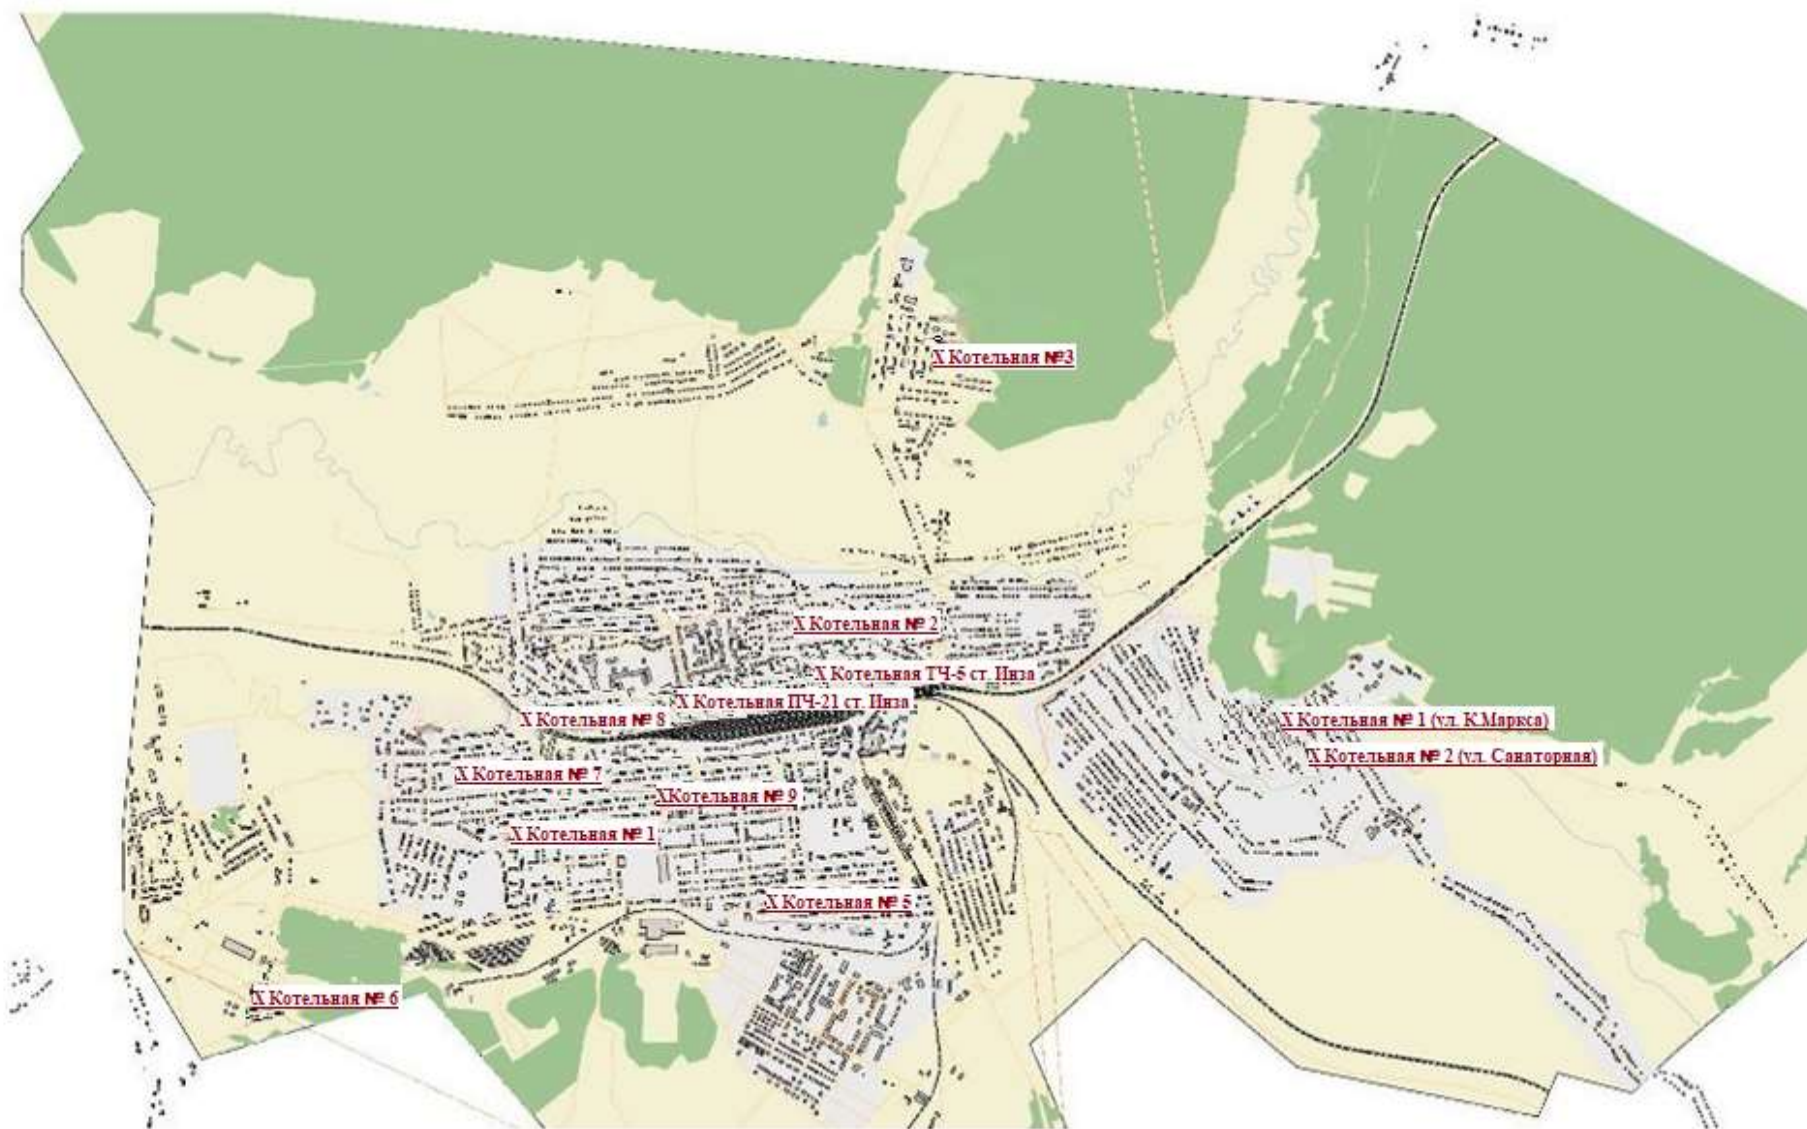 X Котельная №3
X Котельная № 2
X Котельная ТЧ-5 ст. Инза
X Котельная ПЧ-21 ст. Инза
X Котельная № 8
X Котельная № 1 (ул. К.Маркса)
X Котельная № 2 (ул. Санаторная)
X Котельная № 7
XКотельная № 9
X Котельная № 1
X Котельная № 5
X Котельная № 6